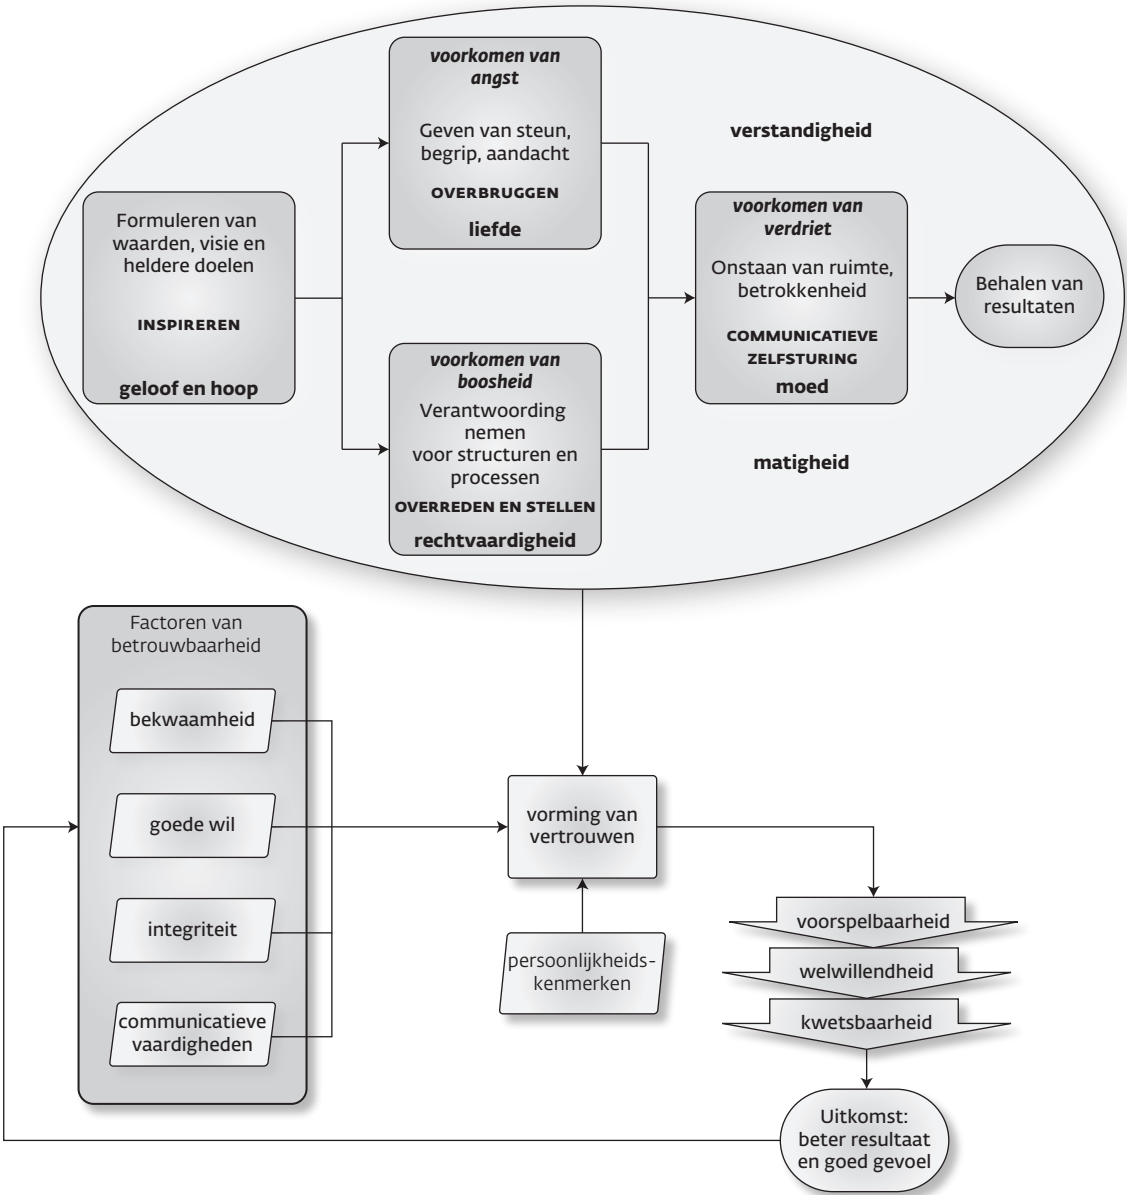 voorkomen van
angst
Geven van steun,
begrip, aandacht
OVERBRUGGEN
liefde
verstandigheid
Formuleren van
waarden, visie en
heldere doelen
INSPIREREN
geloof en hoop
voorkomen van
verdriet
Onstaan van ruimte,
betrokkenheid
COMMUNICATIEVE
ZELFSTURING
moed
Behalen van
resultaten
voorkomen van
boosheid
Verantwoording
nemen
voor structuren en
processen
OVERREDEN EN STELLEN
rechtvaardigheid
matigheid
Factoren van
betrouwbaarheid
bekwaamheid
goede wil
integriteit
communicatieve
vaardigheden
vorming van
vertrouwen
persoonlijkheids-
kenmerken
voorspelbaarheid
welwillendheid
kwetsbaarheid
Uitkomst:
beter resultaat
en goed gevoel